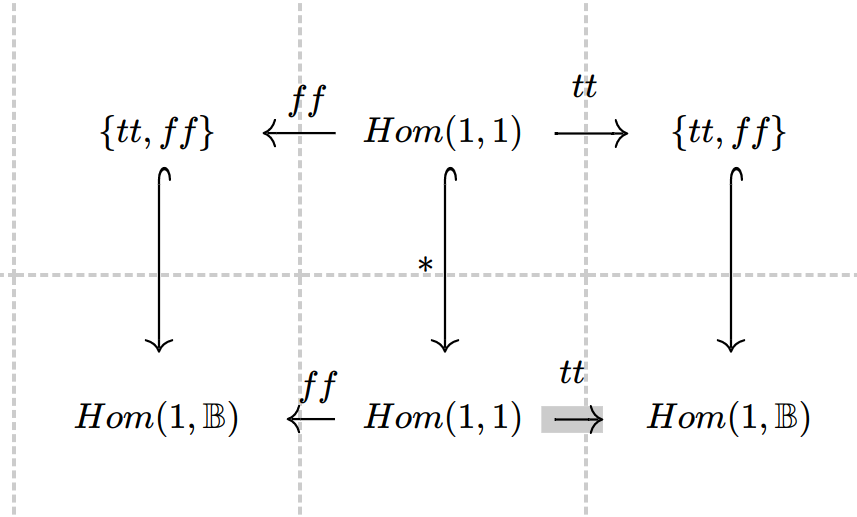 ff tt
{tt, ff} Hom(1, 1) {tt, ff}
*
ff tt
Hom(1, 𝔹) Hom(1, 1) Hom(1, 𝔹)